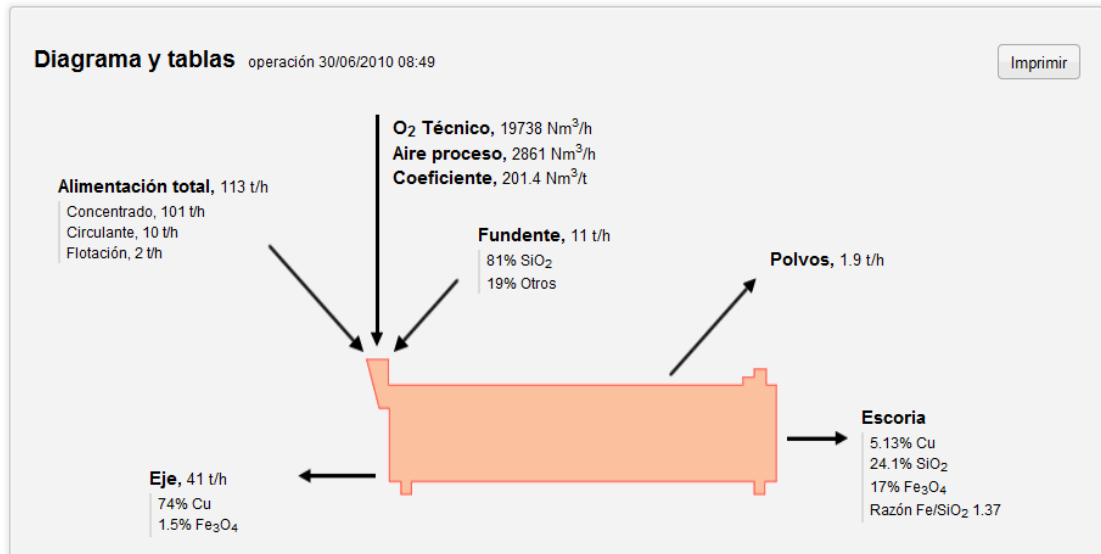 Diagrama y tablas operación 30/06/2010 08:49
Imprimir
O₂ Técnico, 19738 Nm³/h
Aire proceso, 2861 Nm³/h
Coeficiente, 201.4 Nm³/t
Alimentación total, 113 t/h
Concentrado, 101 t/h
Circulante, 10 t/h
Flotación, 2 t/h
Fundente, 11 t/h
81% SiO₂
19% Otros
Polvos, 1.9 t/h
Escoria
5.13% Cu
24.1% SiO₂
17% Fe₃O₄
Razón Fe/SiO₂ 1.37
Eje, 41 t/h
74% Cu
1.5% Fe₃O₄